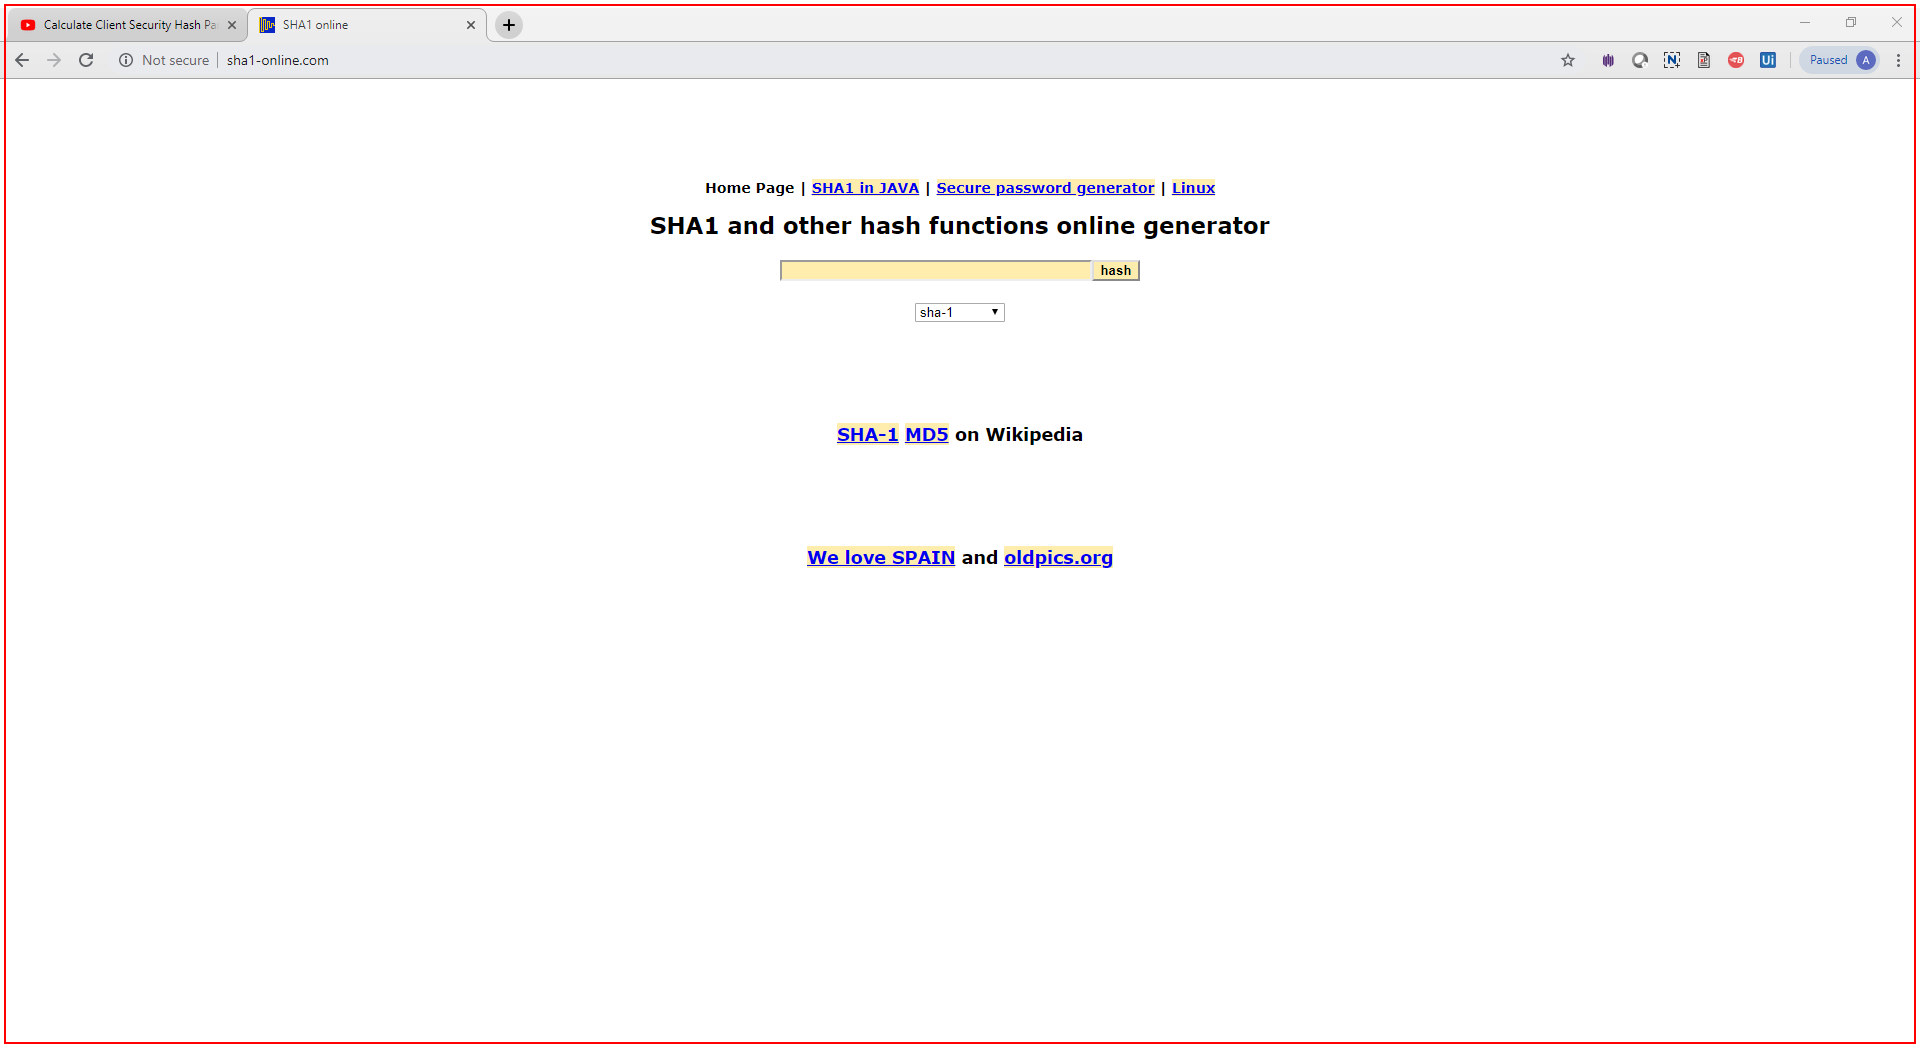 Calculate Client Security Hash Pa
SHA1 online
Not secure
sha1-online.com
Ui
Paused
A
Home Page | SHA1 in JAVA | Secure password generator | Linux
SHA1 and other hash functions online generator
hash
sha-1
SHA-1 MD5 on Wikipedia
We love SPAIN and oldpics.org